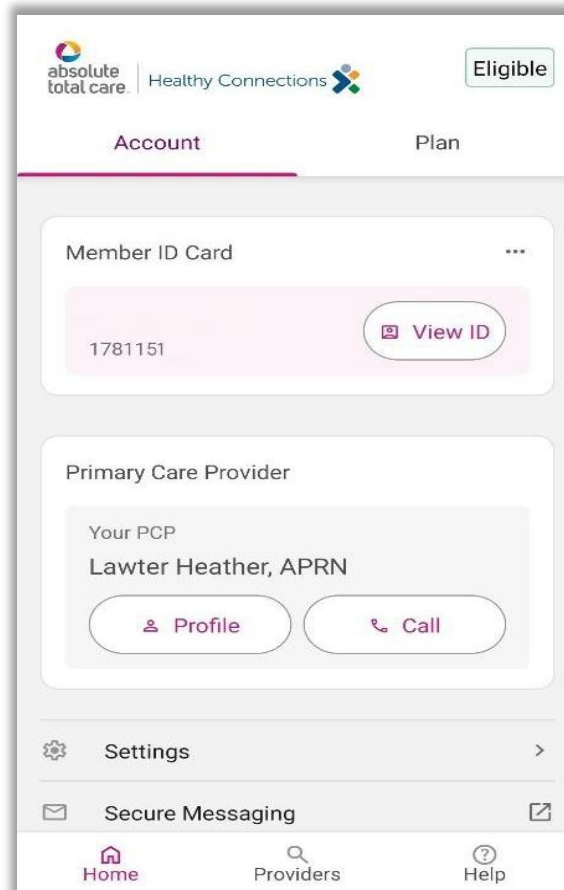 absolute total care. Healthy Connections
Eligible
Account Plan
Member ID Card ...
1781151 View ID
Primary Care Provider
Your PCP
Lawter Heather, APRN
Profile Call
Settings
Secure Messaging
Home Providers Help